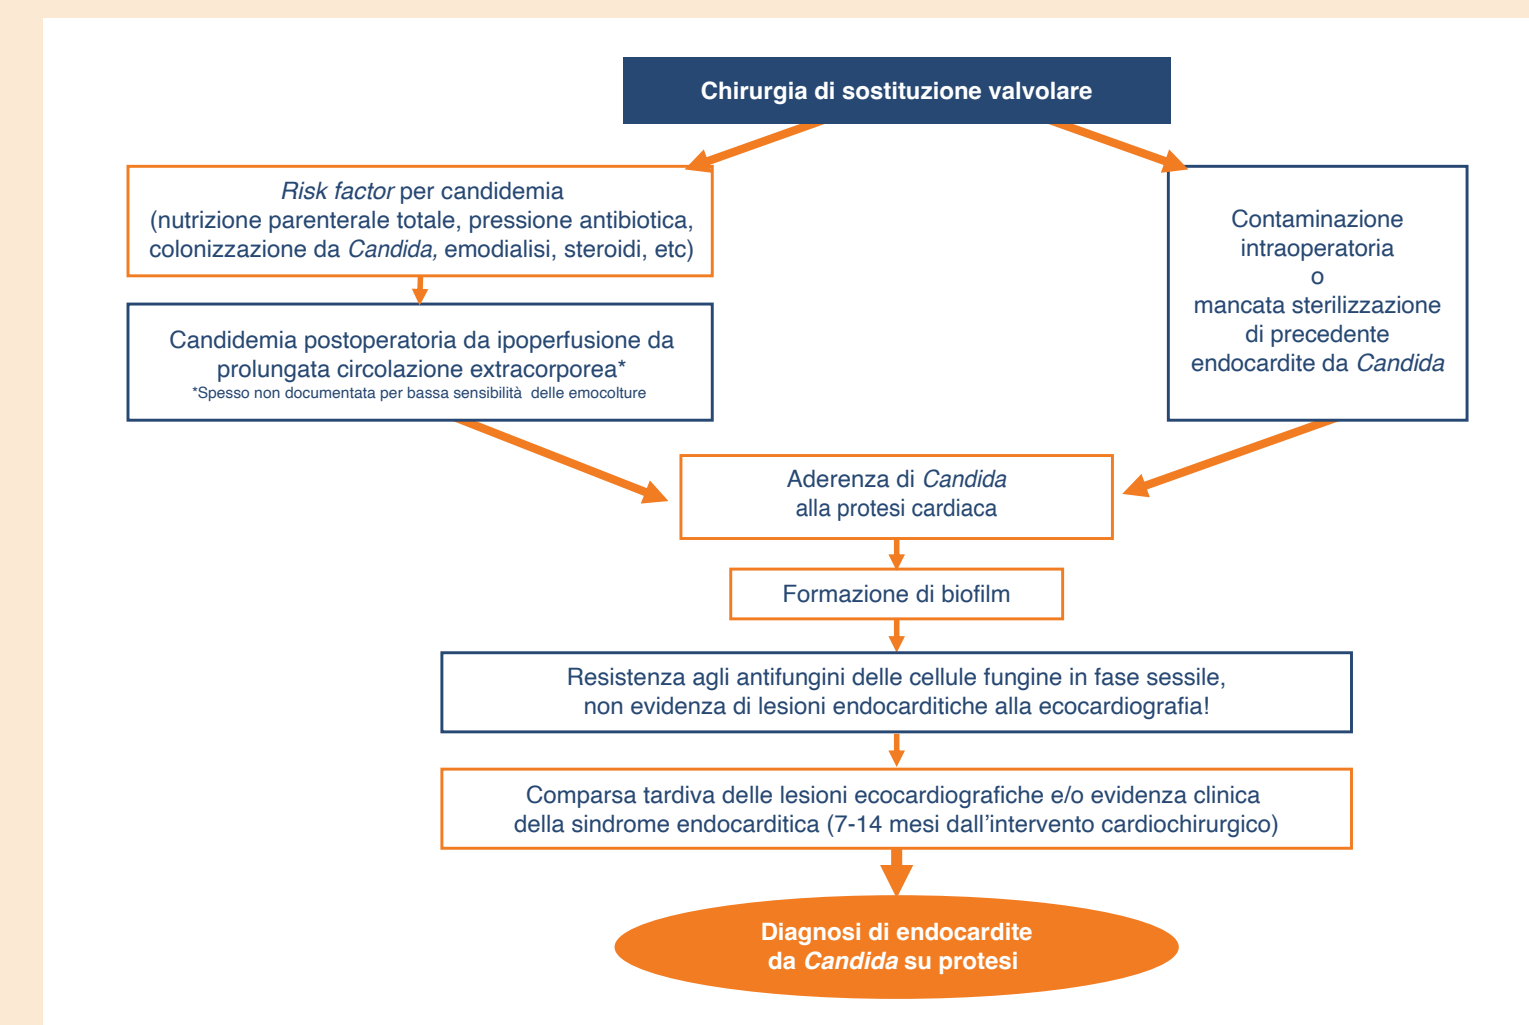 Chirurgia di sostituzione valvolare
Risk factor per candidemia
(nutrizione parenterale totale, pressione antibiotica,
colonizzazione da Candida, emodialisi, steroidi, etc)
Candidemia postoperatoria da ipoperfusione da
prolungata circolazione extracorporea*
*Spesso non documentata per bassa sensibilità delle emocolture
Contaminazione
intraoperatoria
o
mancata sterilizzazione
di precedente
endocardite da Candida
Aderenza di Candida
alla protesi cardiaca
Formazione di biofilm
Resistenza agli antifungini delle cellule fungine in fase sessile,
non evidenza di lesioni endocarditiche alla ecocardiografia!
Comparsa tardiva delle lesioni ecocardiografiche e/o evidenza clinica
della sindrome endocarditica (7-14 mesi dall'intervento cardiochirurgico)
Diagnosi di endocardite
da Candida su protesi